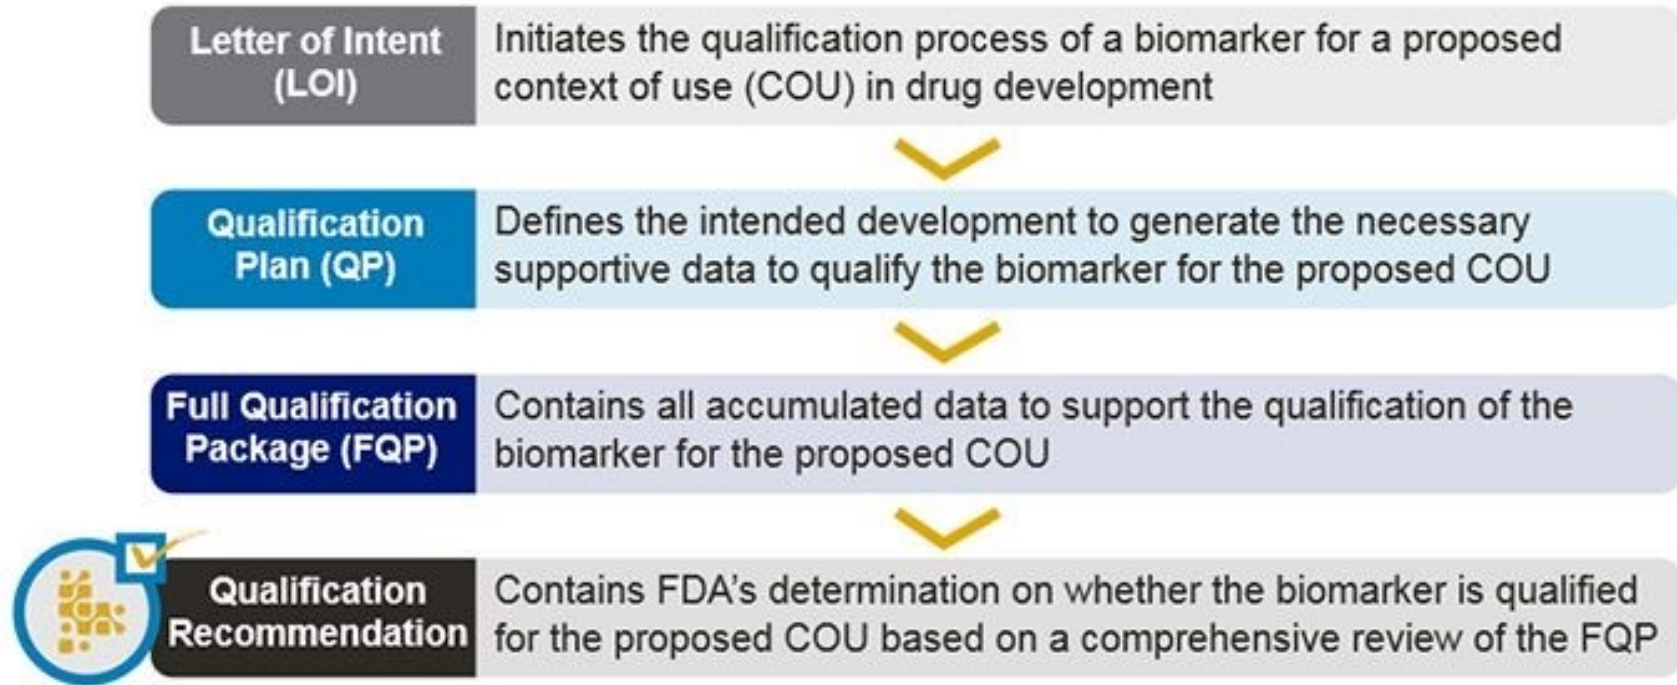 Letter of Intent
(LOI)
Initiates the qualification process of a biomarker for a proposed
context of use (COU) in drug development
Qualification
Plan (QP)
Defines the intended development to generate the necessary
supportive data to qualify the biomarker for the proposed COU
Full Qualification
Package (FQP)
Contains all accumulated data to support the qualification of the
biomarker for the proposed COU
Qualification
Recommendation
Contains FDA’s determination on whether the biomarker is qualified
for the proposed COU based on a comprehensive review of the FQP